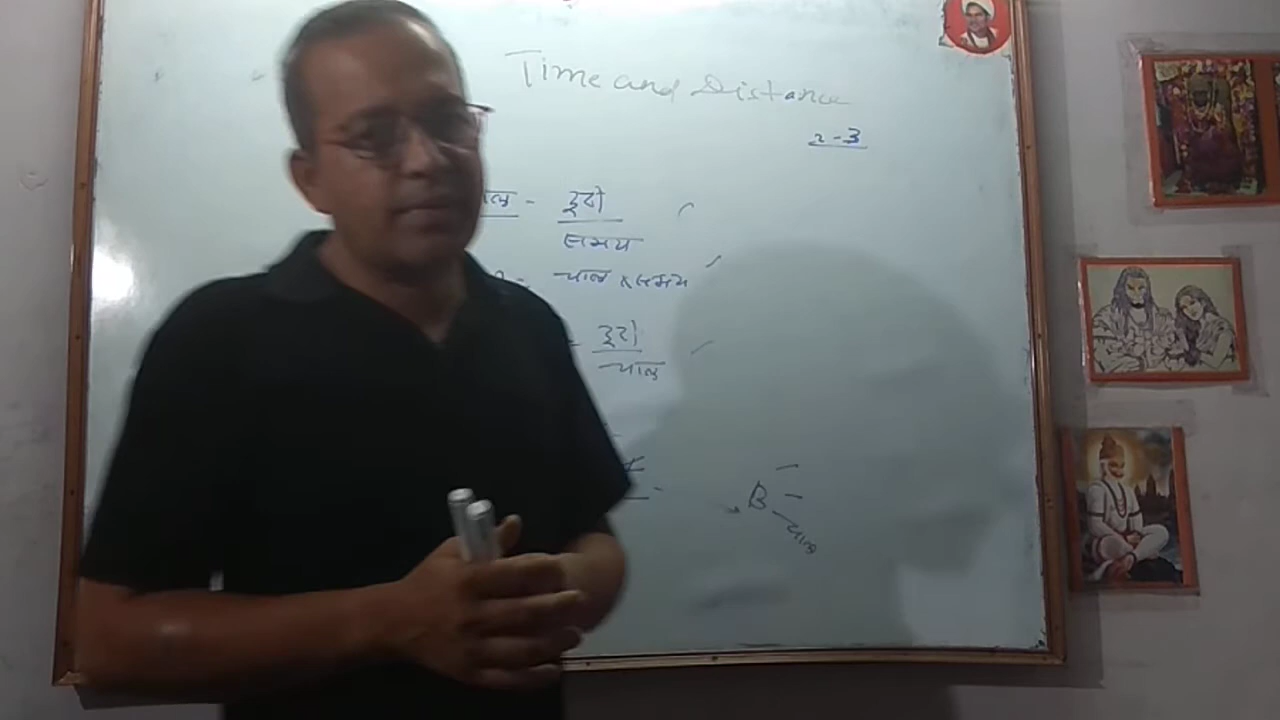 Time and Distance
2-3
ाल - दूरी
समय
चाल x समय
दूरी
चाल
B
चाल